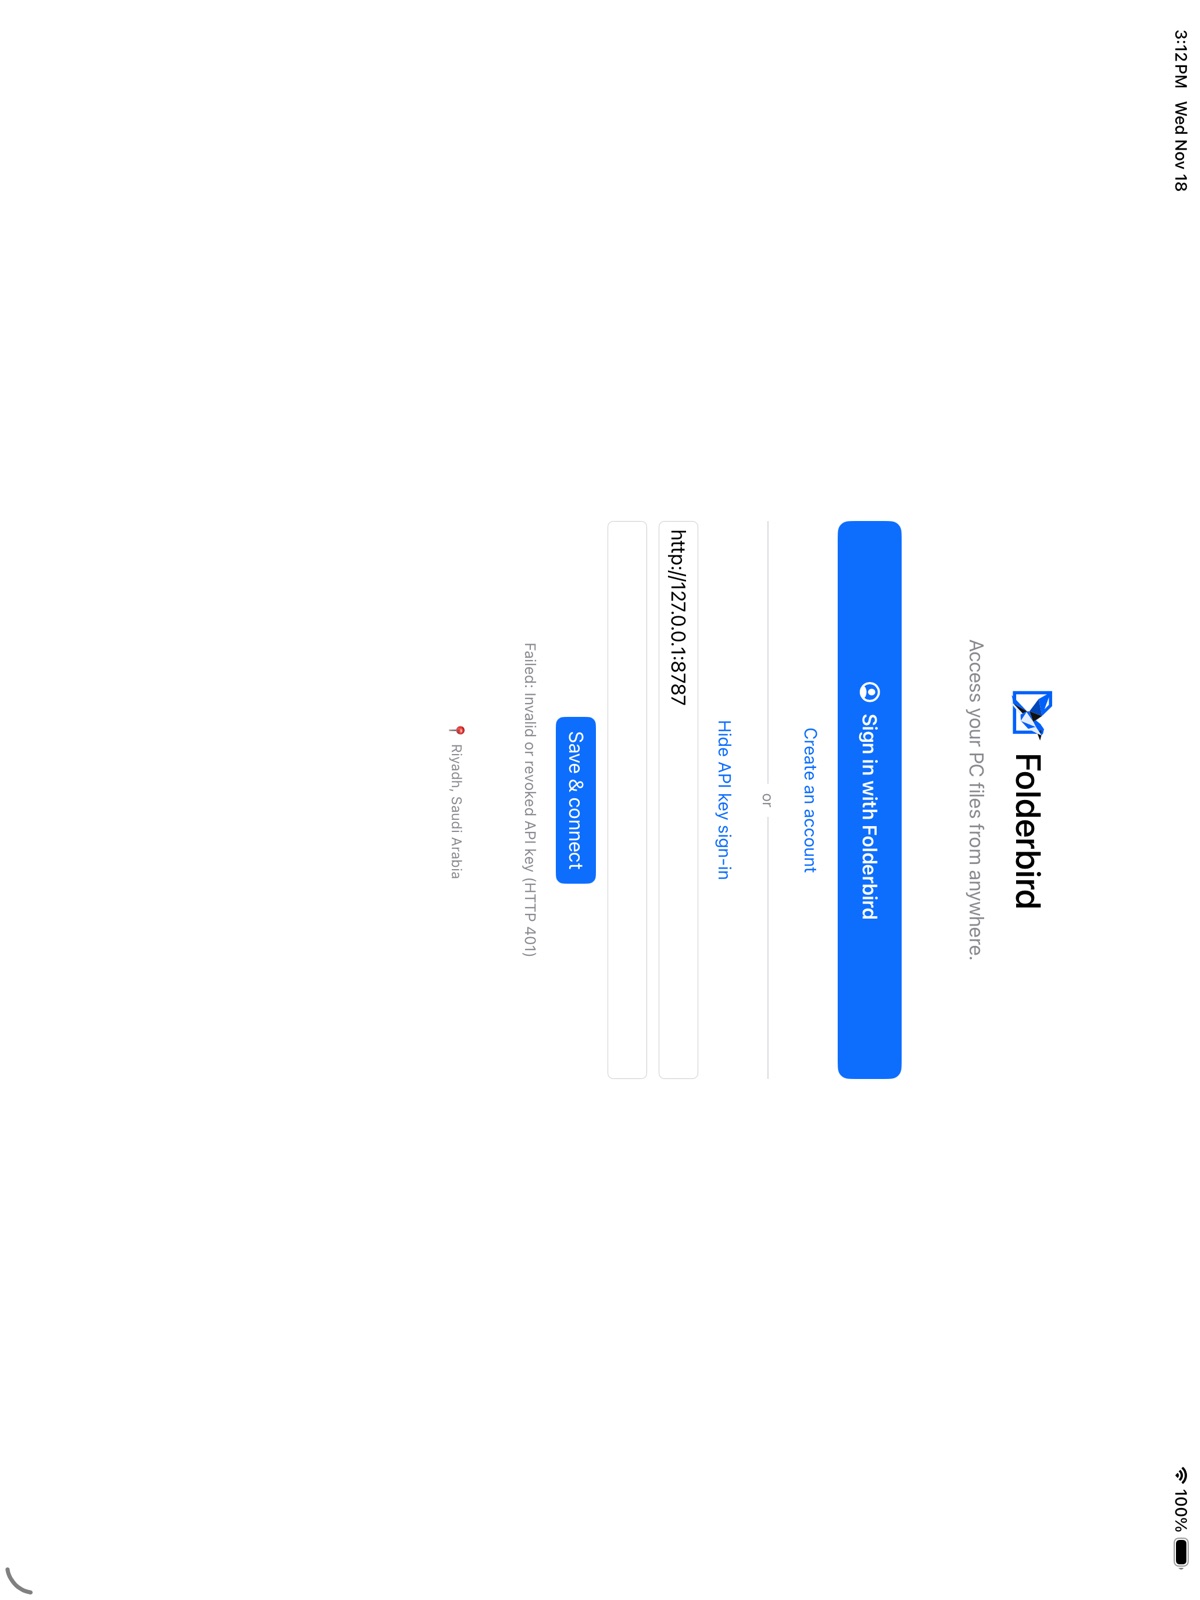 3:12 PM Wed Nov 18
100%
Folderbird
Access your PC files from anywhere.
Sign in with Folderbird
Create an account
or
Hide API key sign-in
http://127.0.0.1:8787
Save & connect
Failed: Invalid or revoked API key (HTTP 401)
Riyadh, Saudi Arabia